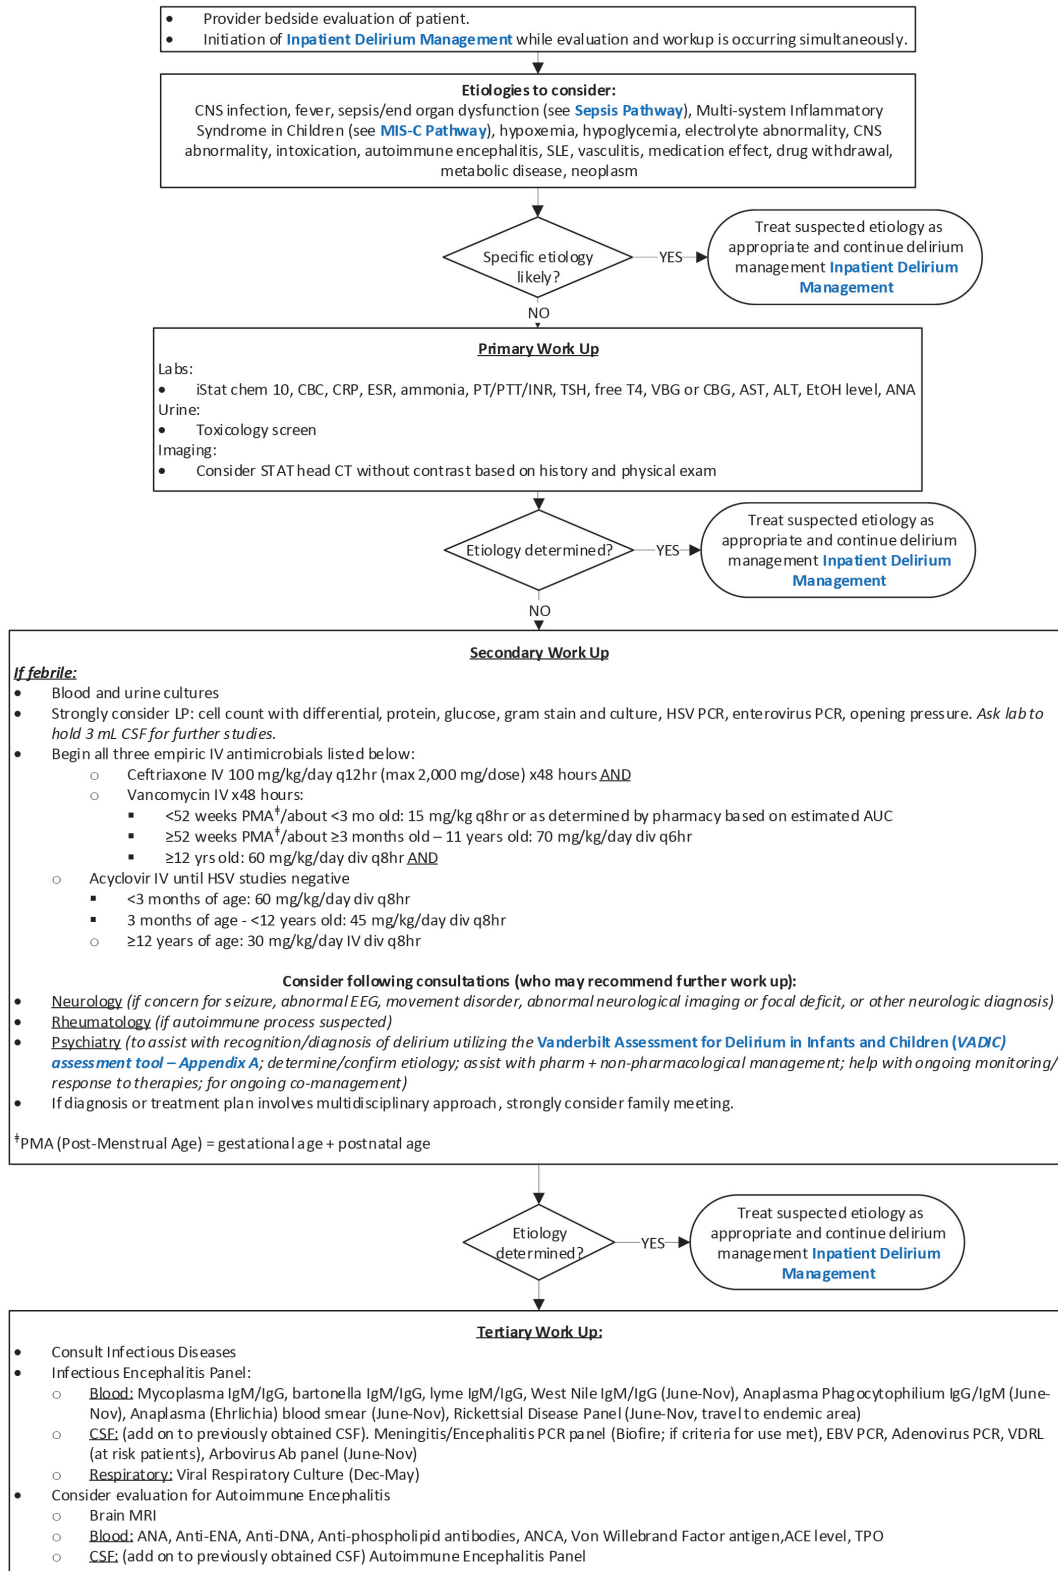 • Provider bedside evaluation of patient.
• Initiation of Inpatient Delirium Management while evaluation and workup is occurring simultaneously.
Etiologies to consider:
CNS infection, fever, sepsis/end organ dysfunction (see Sepsis Pathway), Multi-system Inflammatory
Syndrome in Children (see MIS-C Pathway), hypoxemia, hypoglycemia, electrolyte abnormality, CNS
abnormality, intoxication, autoimmune encephalitis, SLE, vasculitis, medication effect, drug withdrawal,
metabolic disease, neoplasm
Specific etiology
likely?
YES
Treat suspected etiology as
appropriate and continue delirium
management Inpatient Delirium
Management
NO
Primary Work Up
Labs:
• iStat chem 10, CBC, CRP, ESR, ammonia, PT/PTT/INR, TSH, free T4, VBG or CBG, AST, ALT, EtOH level, ANA
Urine:
• Toxicology screen
Imaging:
• Consider STAT head CT without contrast based on history and physical exam
Etiology determined?
YES
Treat suspected etiology as
appropriate and continue delirium
management Inpatient Delirium
Management
NO
Secondary Work Up
If febrile:
• Blood and urine cultures
• Strongly consider LP: cell count with differential, protein, glucose, gram stain and culture, HSV PCR, enterovirus PCR, opening pressure. Ask lab to
hold 3 mL CSF for further studies.
• Begin all three empiric IV antimicrobials listed below:
○ Ceftriaxone IV 100 mg/kg/day q12hr (max 2,000 mg/dose) x48 hours AND
○ Vancomycin IV x48 hours:
▪ <52 weeks PMA‡/about <3 mo old: 15 mg/kg q8hr or as determined by pharmacy based on estimated AUC
▪ ≥52 weeks PMA‡/about ≥3 months old – 11 years old: 70 mg/kg/day div q6hr
▪ ≥12 yrs old: 60 mg/kg/day div q8hr AND
○ Acyclovir IV until HSV studies negative
▪ <3 months of age: 60 mg/kg/day div q8hr
▪ 3 months of age - <12 years old: 45 mg/kg/day div q8hr
○ ≥12 years of age: 30 mg/kg/day IV div q8hr
Consider following consultations (who may recommend further work up):
• Neurology (if concern for seizure, abnormal EEG, movement disorder, abnormal neurological imaging or focal deficit, or other neurologic diagnosis)
• Rheumatology (if autoimmune process suspected)
• Psychiatry (to assist with recognition/diagnosis of delirium utilizing the Vanderbilt Assessment for Delirium in Infants and Children (VADIC)
assessment tool – Appendix A; determine/confirm etiology; assist with pharm + non-pharmacological management; help with ongoing monitoring/
response to therapies; for ongoing co-management)
• If diagnosis or treatment plan involves multidisciplinary approach, strongly consider family meeting.
‡PMA (Post-Menstrual Age) = gestational age + postnatal age
Etiology
determined?
YES
Treat suspected etiology as
appropriate and continue delirium
management Inpatient Delirium
Management
Tertiary Work Up:
• Consult Infectious Diseases
• Infectious Encephalitis Panel:
○ Blood: Mycoplasma IgM/IgG, bartonella IgM/IgG, lyme IgM/IgG, West Nile IgM/IgG (June-Nov), Anaplasma Phagocytophilium IgG/IgM (June-
Nov), Anaplasma (Ehrlichia) blood smear (June-Nov), Rickettsial Disease Panel (June-Nov, travel to endemic area)
○ CSF: (add on to previously obtained CSF). Meningitis/Encephalitis PCR panel (Biofire; if criteria for use met), EBV PCR, Adenovirus PCR, VDRL
(at risk patients), Arbovirus Ab panel (June-Nov)
○ Respiratory: Viral Respiratory Culture (Dec-May)
• Consider evaluation for Autoimmune Encephalitis
○ Brain MRI
○ Blood: ANA, Anti-ENA, Anti-DNA, Anti-phospholipid antibodies, ANCA, Von Willebrand Factor antigen,ACE level, TPO
○ CSF: (add on to previously obtained CSF) Autoimmune Encephalitis Panel